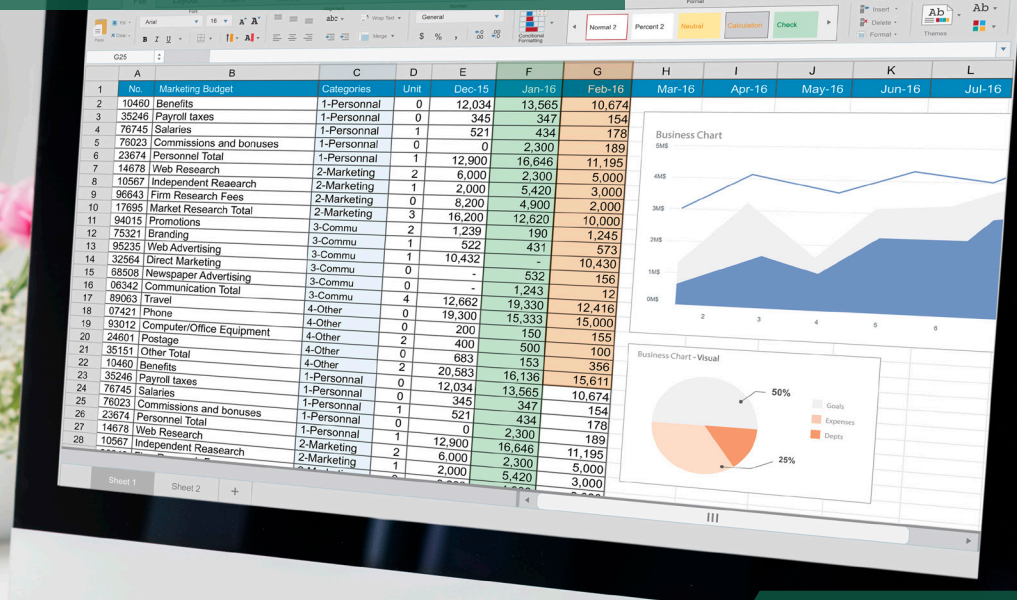 Arial 16 A A abc Wrap Text General Insert Ab Ab
B I U A Merge $ % , Conditional Formatting Normal 2 Percent 2 Neutral Calculation Check Delete Format Themes
G25
A B C D E F G H I J K L
1 No. Marketing Budget Categories Unit Dec-15 Jan-16 Feb-16 Mar-16 Apr-16 May-16 Jun-16 Jul-16
2 10460 Benefits 1-Personnal 0 12,034 13,565 10,674
3 35246 Payroll taxes 1-Personnal 0 345 347 154
4 76745 Salaries 1-Personnal 1 521 434 178
5 76023 Commissions and bonuses 1-Personnal 0 0 2,300 189
6 23674 Personnel Total 1-Personnal 1 12,900 16,646 11,195
7 14678 Web Research 2-Marketing 2 6,000 2,300 5,000
8 10567 Independent Reaearch 2-Marketing 1 2,000 5,420 3,000
9 96643 Firm Research Fees 2-Marketing 0 8,200 4,900 2,000
10 17695 Market Research Total 2-Marketing 3 16,200 12,620 10,000
11 94015 Promotions 3-Commu 2 1,239 190 1,245
12 75321 Branding 3-Commu 1 522 431 573
13 95235 Web Advertising 3-Commu 1 10,432 - 10,430
14 32564 Direct Marketing 3-Commu 0 - 532 156
15 68508 Newspaper Advertising 3-Commu 0 - 1,243 12
16 06342 Communication Total 3-Commu 4 12,662 19,330 12,416
17 89063 Travel 4-Other 0 19,300 15,333 15,000
18 07421 Phone 4-Other 0 200 150 155
19 93012 Computer/Office Equipment 4-Other 2 400 500 100
20 24601 Postage 4-Other 0 683 153 356
21 35151 Other Total 4-Other 2 20,583 16,136 15,611
22 10460 Benefits 1-Personnal 0 12,034 13,565 10,674
23 35246 Payroll taxes 1-Personnal 0 345 347 154
24 76745 Salaries 1-Personnal 1 521 434 178
25 76023 Commissions and bonuses 1-Personnal 0 0 2,300 189
26 23674 Personnel Total 1-Personnal 1 12,900 16,646 11,195
27 14678 Web Research 2-Marketing 2 6,000 2,300 5,000
28 10567 Independent Reasearch 2-Marketing 1 2,000 5,420 3,000
Sheet 1 Sheet 2 +
Business Chart
5M$
4M$
3M$
2M$
1M$
0M$
2 3 4 5 6
Business Chart - Visual
50%
Goals
Expenses
Depts
25%